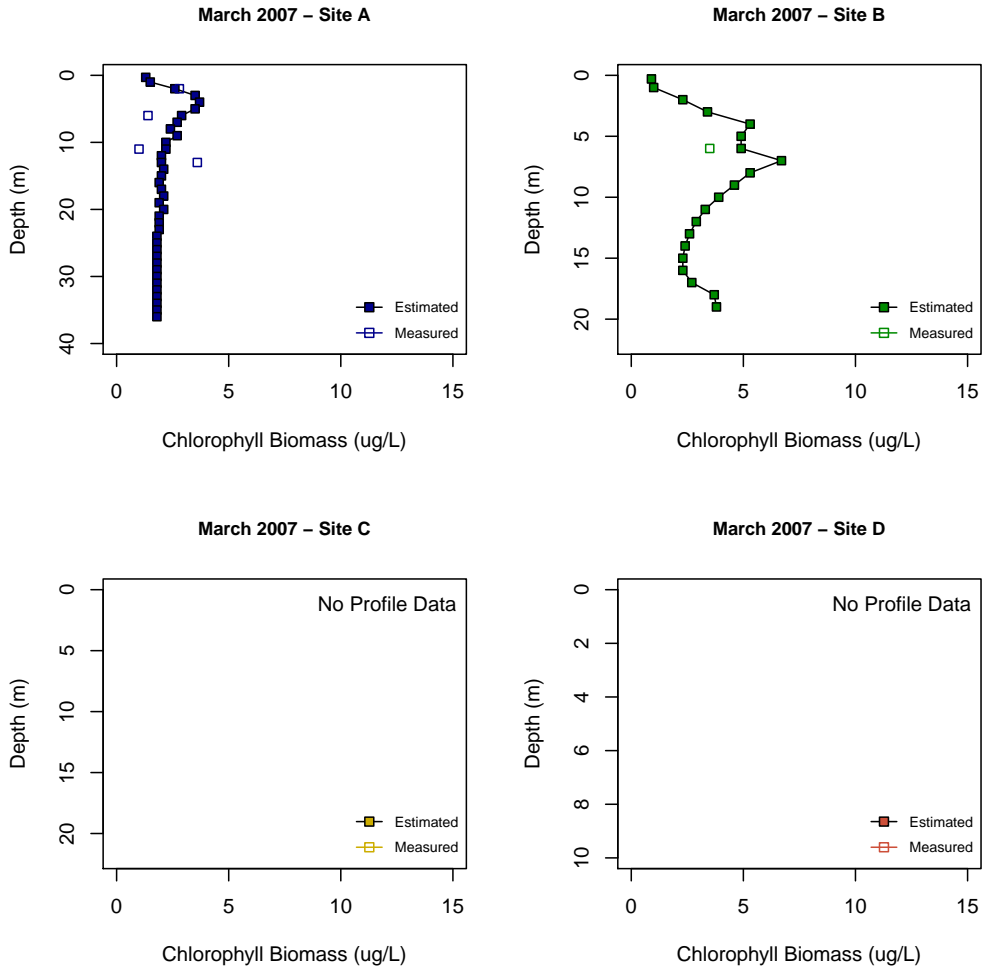 March 2007 – Site A
Depth (m)
0
10
20
30
40
Estimated
Measured
0 5 10 15
Chlorophyll Biomass (ug/L)
March 2007 – Site B
Depth (m)
0
5
10
15
20
Estimated
Measured
0 5 10 15
Chlorophyll Biomass (ug/L)
March 2007 – Site C
No Profile Data
Depth (m)
0
5
10
15
20
Estimated
Measured
0 5 10 15
Chlorophyll Biomass (ug/L)
March 2007 – Site D
No Profile Data
Depth (m)
0
2
4
6
8
10
Estimated
Measured
0 5 10 15
Chlorophyll Biomass (ug/L)